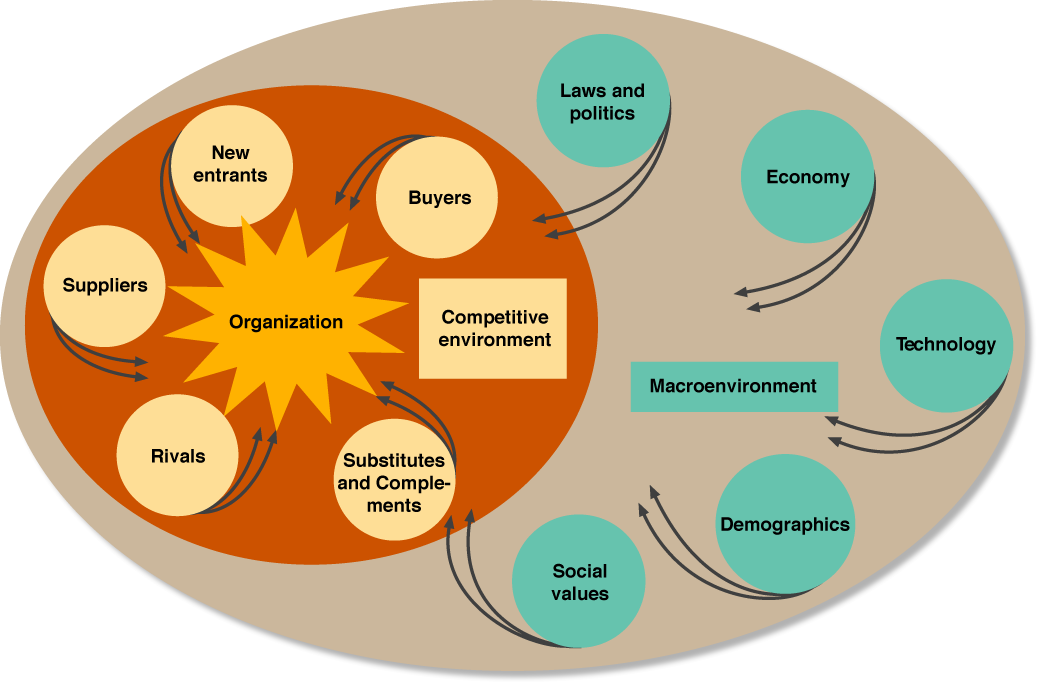 Laws and
politics
New
entrants
Buyers
Economy
Suppliers
Organization
Competitive
environment
Technology
Macroenvironment
Rivals
Substitutes
and Comple-
ments
Demographics
Social
values